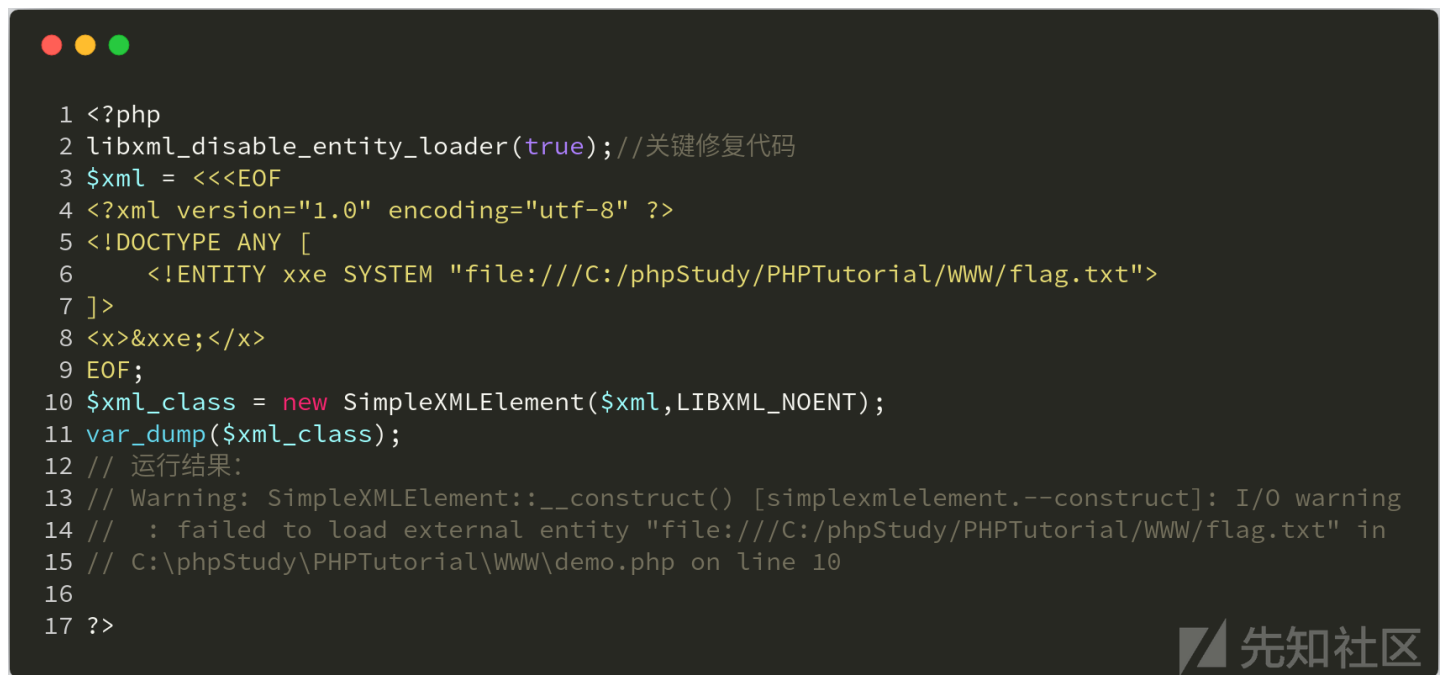 1 <?php
2 libxml_disable_entity_loader(true);//关键修复代码
3 $xml = <<<EOF
4 <?xml version="1.0" encoding="utf-8" ?>
5 <!DOCTYPE ANY [
6     <!ENTITY xxe SYSTEM "file:///C:/phpStudy/PHPTutorial/WWW/flag.txt">
7 ]>
8 <x>&xxe;</x>
9 EOF;
10 $xml_class = new SimpleXMLElement($xml,LIBXML_NOENT);
11 var_dump($xml_class);
12 // 运行结果:
13 // Warning: SimpleXMLElement::__construct() [simplexmlelement.--construct]: I/O warning
14 //  : failed to load external entity "file:///C:/phpStudy/PHPTutorial/WWW/flag.txt" in
15 // C:\phpStudy\PHPTutorial\WWW\demo.php on line 10
16
17 ?>
先知社区